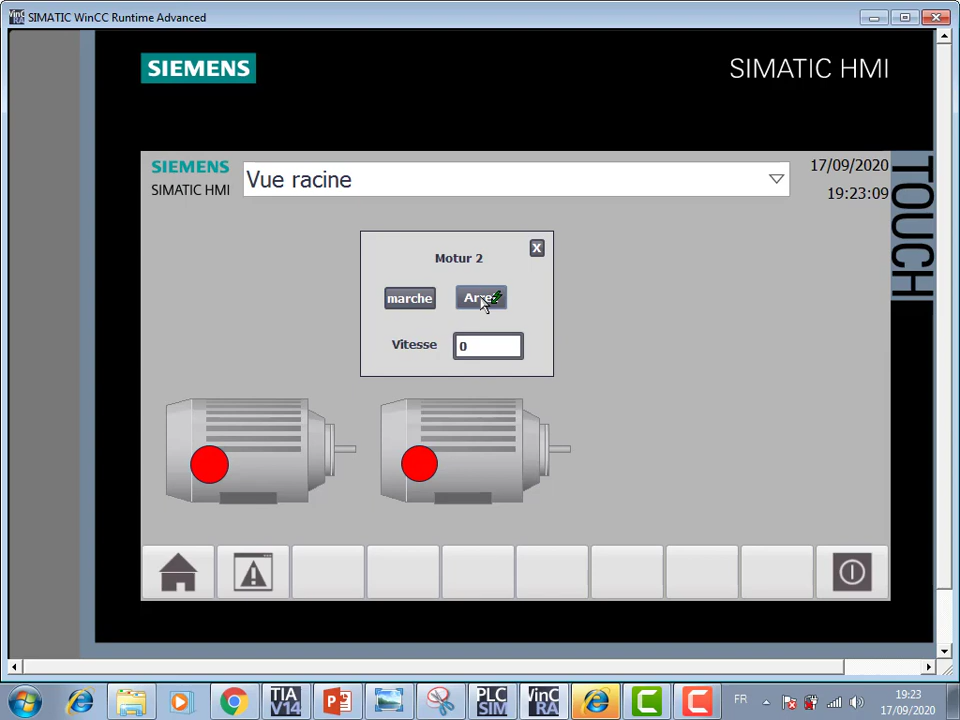 SIMATIC WinCC Runtime Advanced
SIEMENS
SIMATIC HMI
TOUCH
SIEMENS
SIMATIC HMI
Vue racine
17/09/2020
19:23:09
Motur 2
X
marche
Vitesse
0
TIA
V14
PLC
SIM
VinC
RA
FR
19:23
17/09/2020